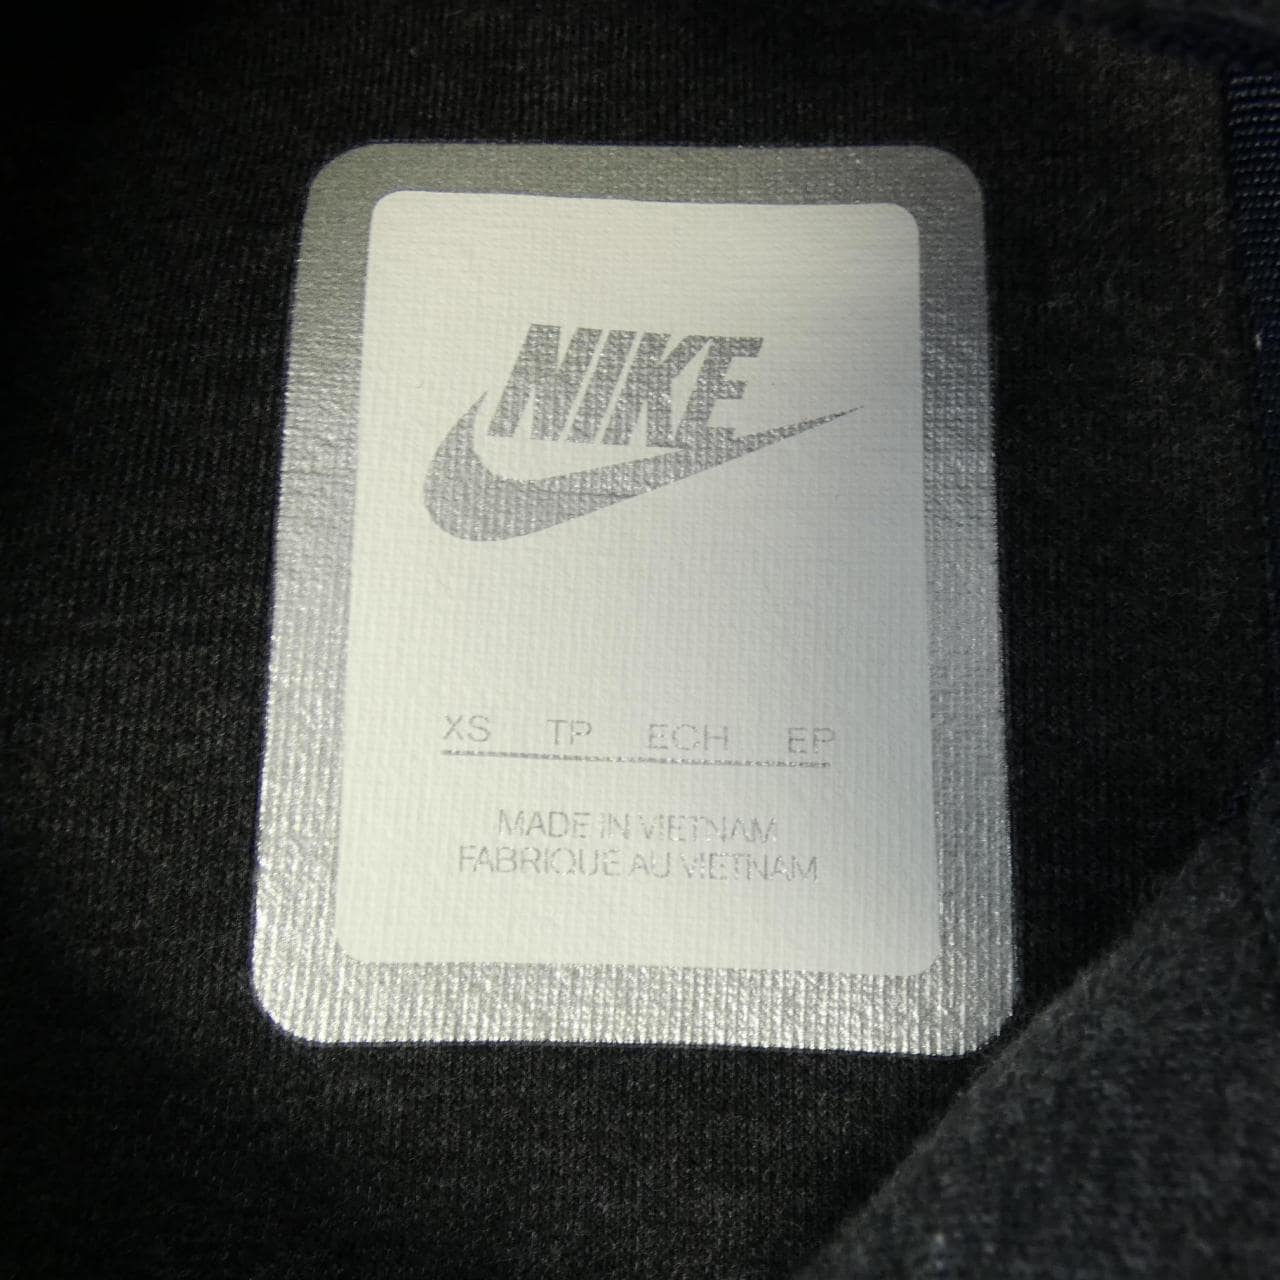 NIKE
XS TP ECH EP
MADE IN VIETNAM
FABRIQUE AU VIETNAM